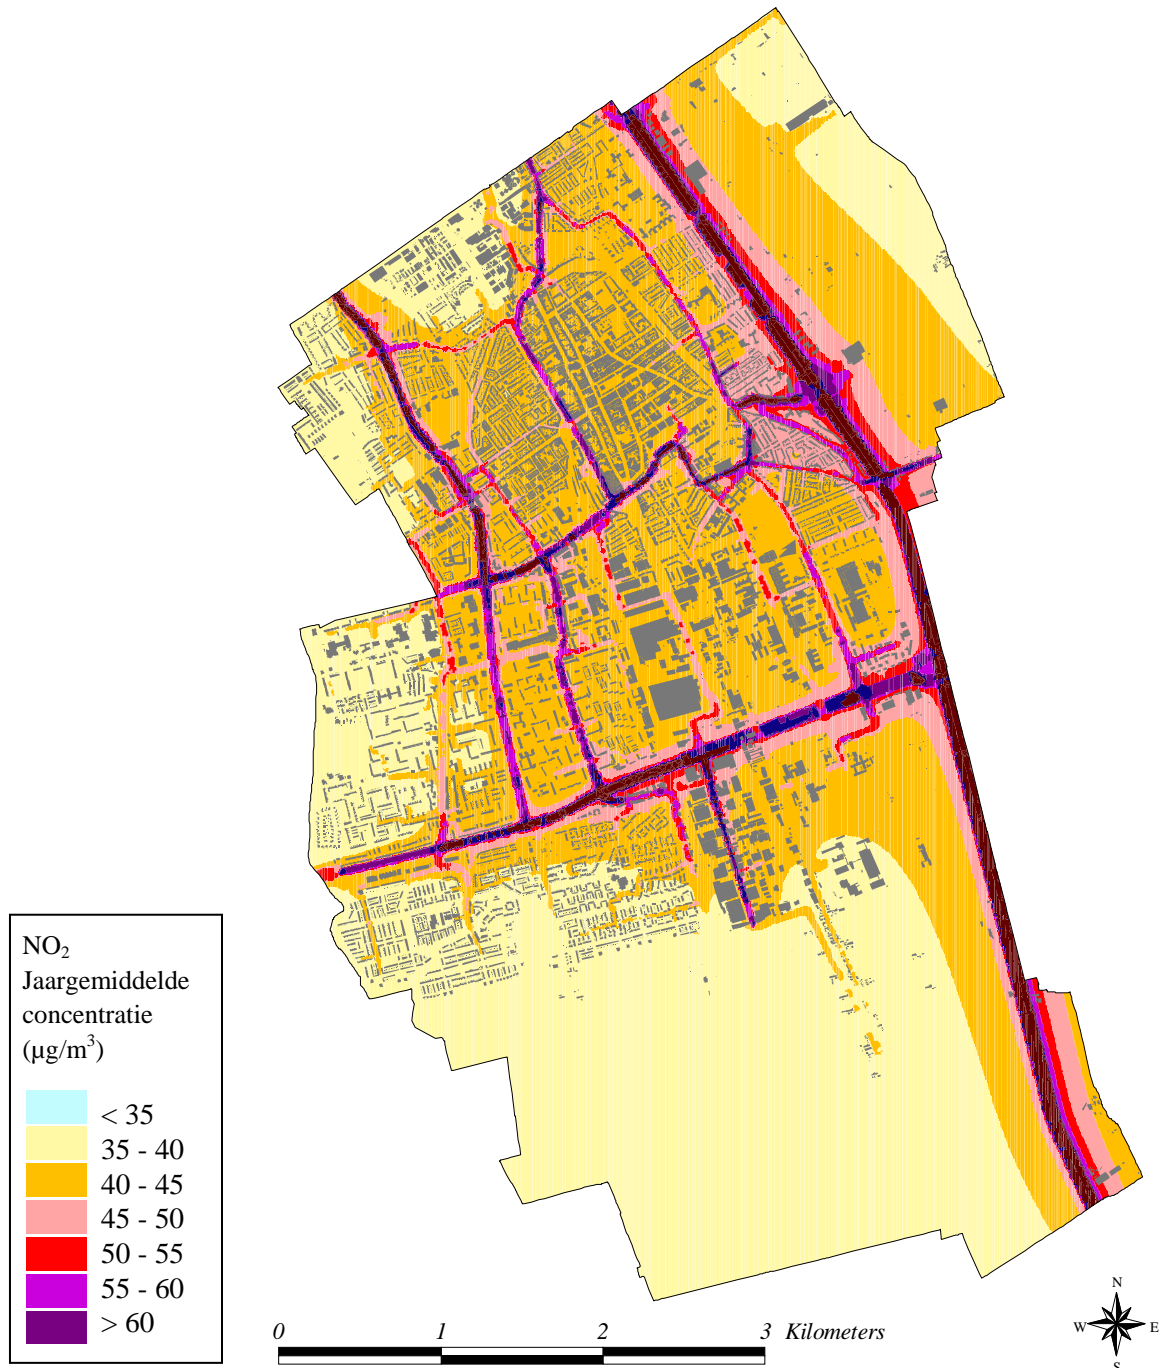 NO₂
Jaargemiddelde
concentratie
(µg/m³)
< 35
35 - 40
40 - 45
45 - 50
50 - 55
55 - 60
> 60
0 1 2 3 Kilometers
N
W E
S